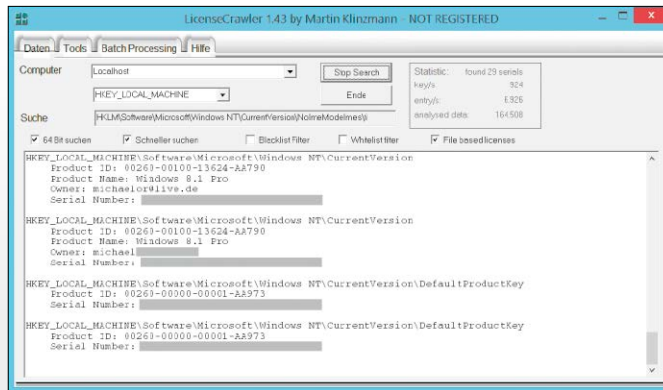 LicenseCrawler 1.43 by Martin Klinzmann - NOT REGISTERED
Daten Tools Batch Processing Hilfe
Computer Localhost Stop Search
HKEY_LOCAL_MACHINE Ende
Statistic: found 29 serials
key/s: 924
entry/s: 6.926
analysed data: 164.508
Suche HKLM\Software\Microsoft\Windows NT\CurrentVersion\
64 Bit suchen Schneller suchen Blacklist Filter Whitelist filter File based licenses
HKEY_LOCAL_MACHINE\Software\Microsoft\Windows NT\CurrentVersion
Product ID: 00260-00100-13624-AA790
Product Name: Windows 8.1 Pro
Owner: michaelor@live.de
Serial Number:
HKEY_LOCAL_MACHINE\Software\Microsoft\Windows NT\CurrentVersion
Product ID: 00260-00100-13624-AA790
Product Name: Windows 8.1 Pro
Owner: michael
Serial Number:
HKEY_LOCAL_MACHINE\Software\Microsoft\Windows NT\CurrentVersion\DefaultProductKey
Product ID: 00260-00000-00001-AA973
Serial Number:
HKEY_LOCAL_MACHINE\Software\Microsoft\Windows NT\CurrentVersion\DefaultProductKey
Product ID: 00260-00000-00001-AA973
Serial Number: